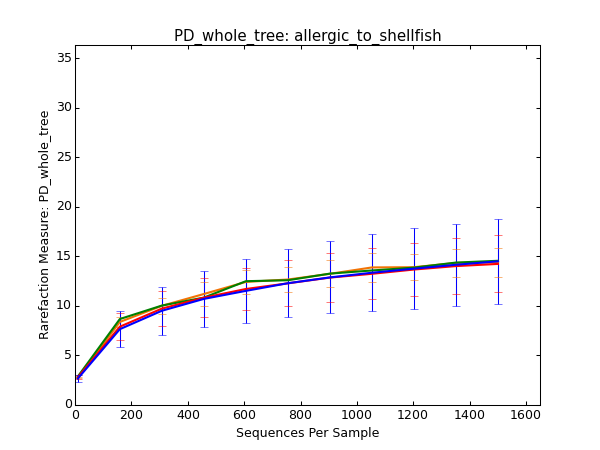 PD_whole_tree: allergic_to_shellfish
Rarefaction Measure: PD_whole_tree
35
30
25
20
15
10
5
0
0 200 400 600 800 1000 1200 1400 1600
Sequences Per Sample